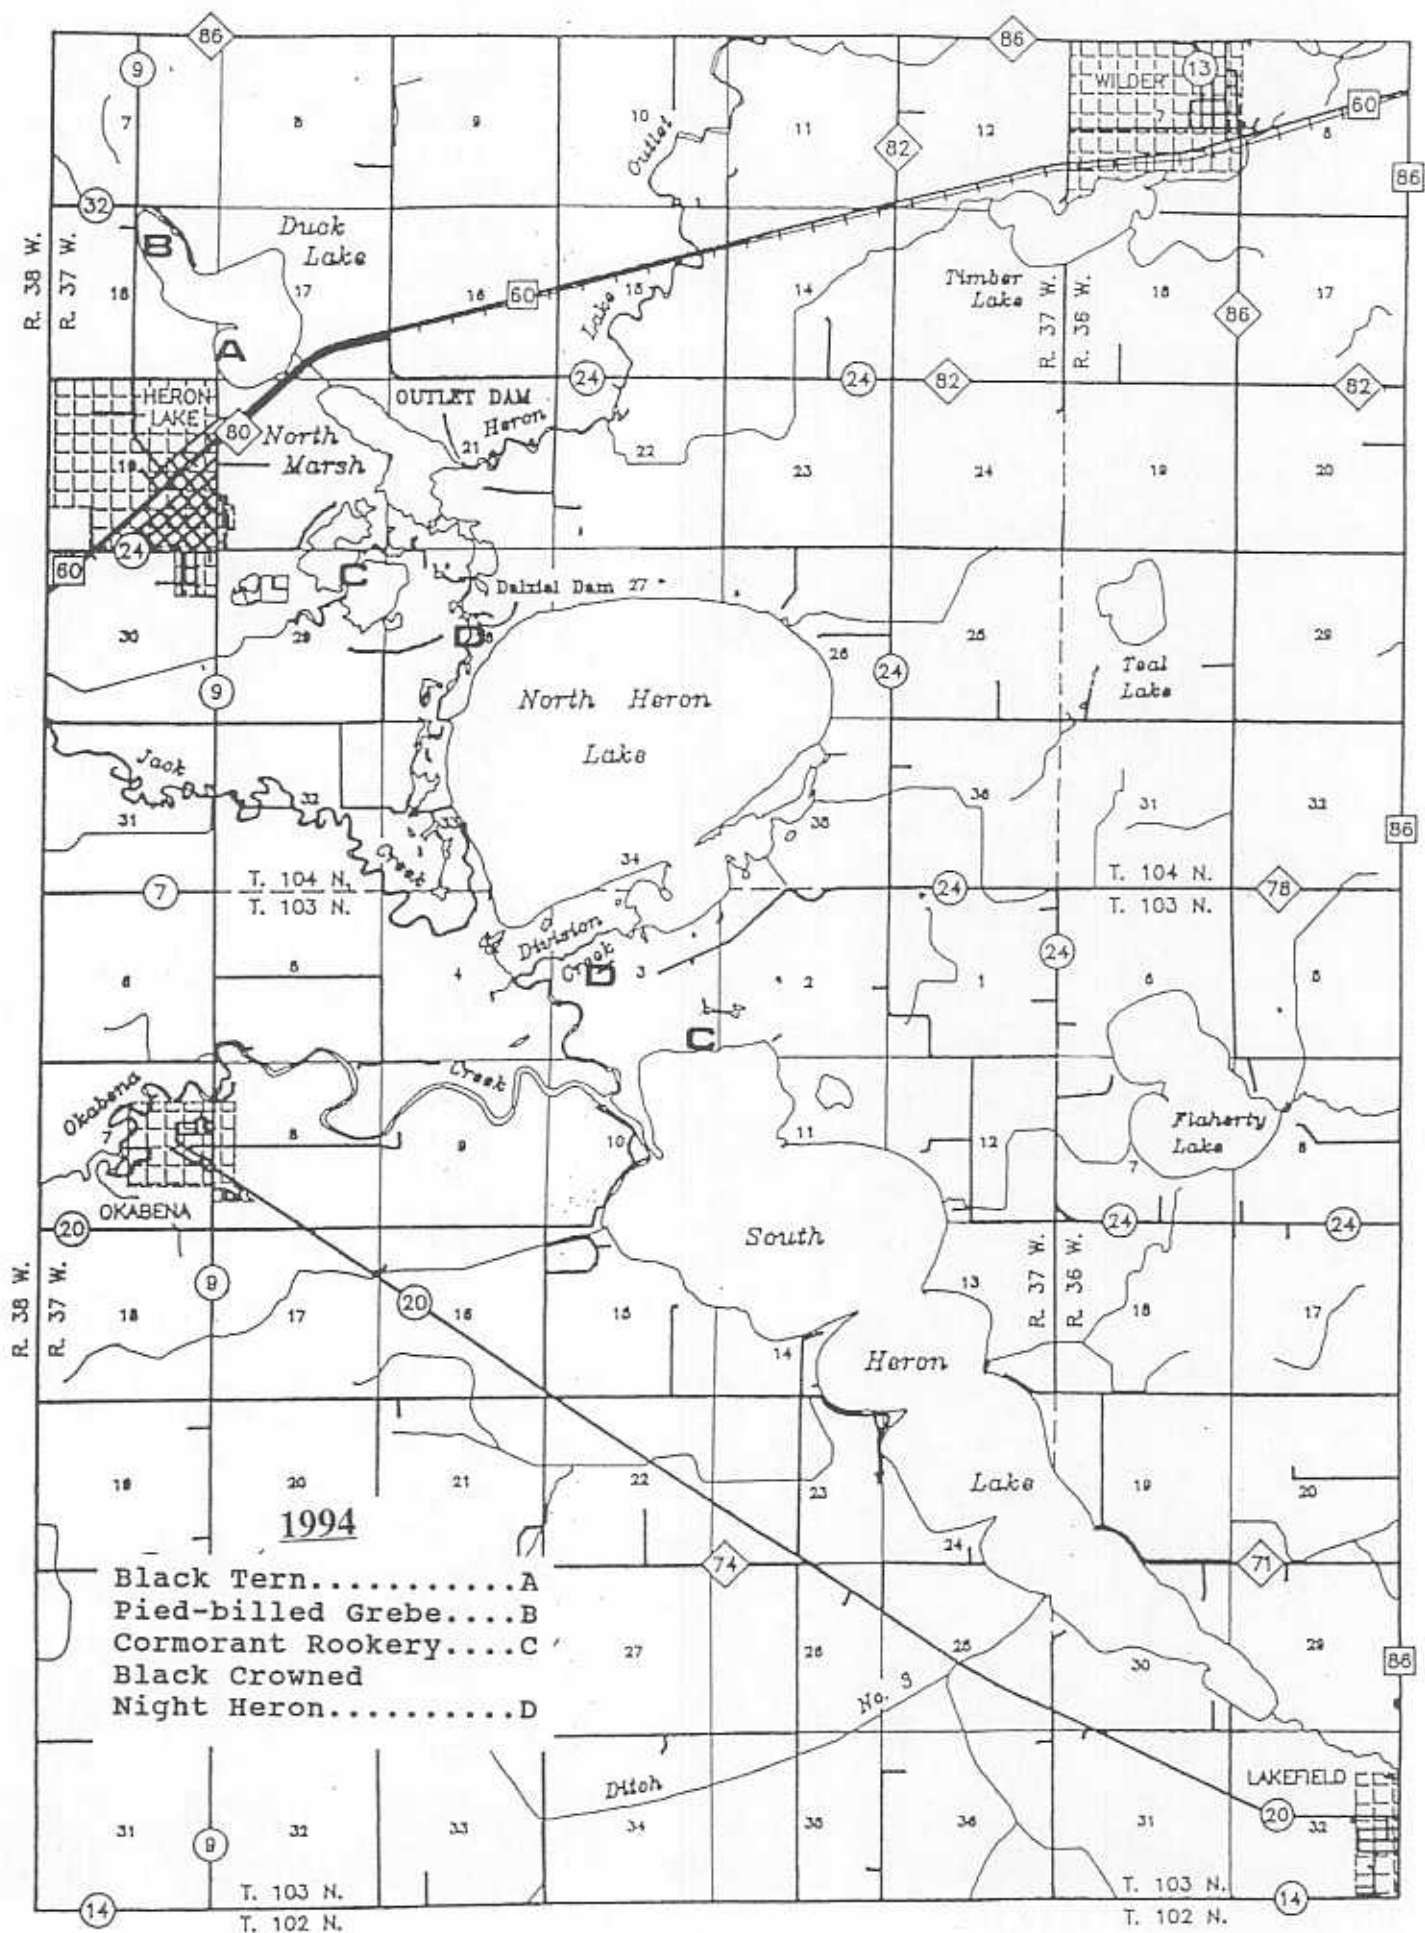 86
86
9
13
WILDER
7
8
9
10
11
12
7
8
60
Outlet
82
86
32
B
Duck
Lake
R. 38 W.
R. 37 W.
18
17
16
60
15
14
Timber
Lake
R. 37 W.
R. 36 W.
18
17
86
Lake
A
24
24
82
82
HERON
LAKE
OUTLET DAM
80
North
Marsh
21
Heron
22
23
24
19
20
19
24
60
C
Dalziel Dam
27
30
29
D
28
26
25
29
Teal
Lake
24
9
North Heron
Lake
Jack
32
31
33
Creek
36
31
32
35
34
86
T. 104 N.
T. 103 N.
7
24
T. 104 N.
T. 103 N.
78
Division
Creek
D
24
6
5
4
3
2
1
6
5
C
Okabena
Creek
7
8
9
10
11
12
7
8
Flaherty
Lake
OKABENA
20
24
24
South
R. 38 W.
R. 37 W.
9
R. 37 W.
R. 36 W.
18
17
20
16
15
13
18
17
14
Heron
19
20
21
22
23
Lake
19
20
1994
24
74
71
Black Tern...........A
Pied-billed Grebe....B
Cormorant Rookery....C
Black Crowned
Night Heron..........D
27
26
25
30
29
86
No. 3
Ditch
LAKEFIELD
20
31
9
32
33
34
35
36
31
32
T. 103 N.
T. 102 N.
14
T. 103 N.
T. 102 N.
14